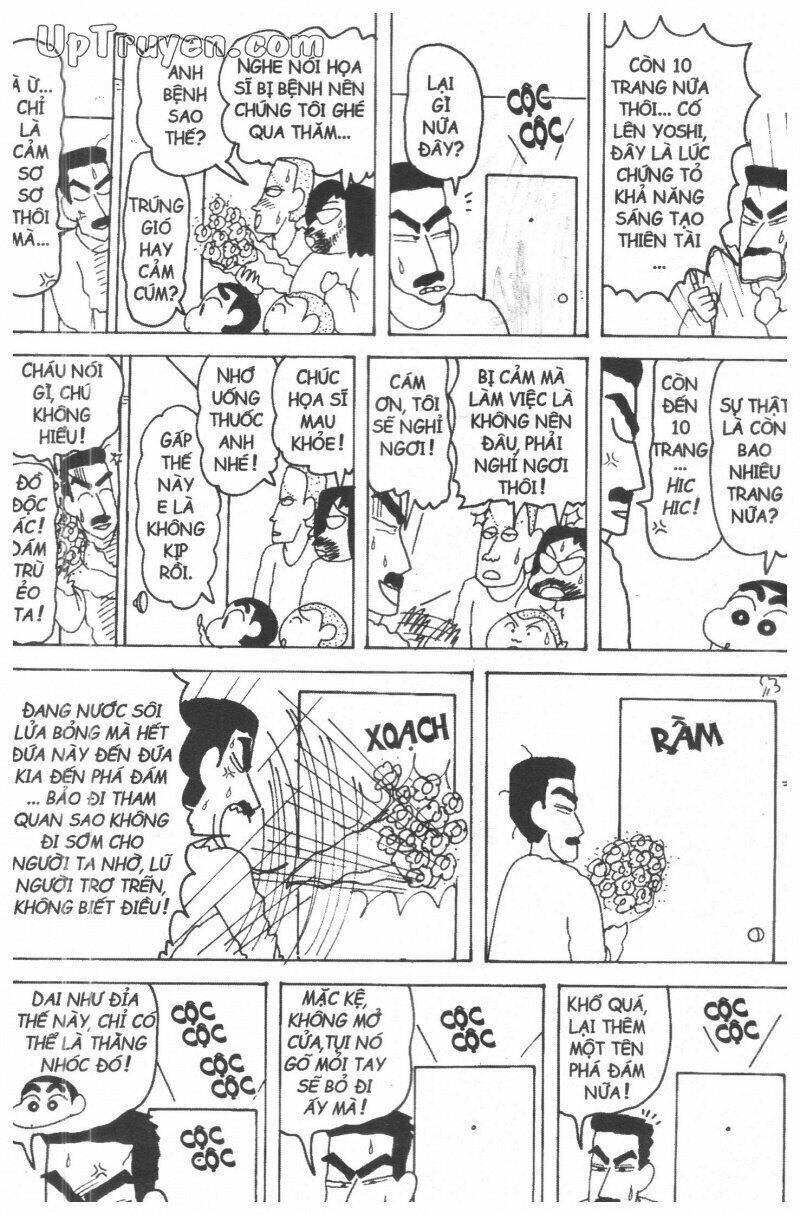 UpTruyen.com
CÒN 10
TRANG NỮA
THÔI... CỐ
LÊN YOSHI,
ĐÂY LÀ LÚC
CHỨNG TỎ
KHẢ NĂNG
SÁNG TẠO
THIÊN TÀI
...
CỘC
CỘC
LẠI
GÌ
NỮA
ĐÂY?
NGHE NÓI HỌA
SĨ BỊ BỆNH NÊN
CHÚNG TÔI GHÉ
QUA THĂM...
ANH
BỆNH
SAO
THẾ?
TRÚNG
GIÓ
HAY
CẢM
CÚM?
À Ừ...
CHỈ
LÀ
CẢM
SƠ
SƠ
THÔI
MÀ...
SỰ THẬT
LÀ CÒN
BAO
NHIÊU
TRANG
NỮA?
CÒN
ĐẾN
10
TRANG
...
HIC
HIC!
BỊ CẢM MÀ
LÀM VIỆC LÀ
KHÔNG NÊN
ĐÂU, PHẢI
NGHỈ NGƠI
THÔI!
CÁM
ƠN, TÔI
SẼ NGHỈ
NGƠI!
CHÚC
HỌA SĨ
MAU
KHỎE!
NHỚ
UỐNG
THUỐC
ANH
NHÉ!
GẤP
THẾ
NÀY
E LÀ
KHÔNG
KỊP
RỒI.
CHÁU NÓI
GÌ, CHÚ
KHÔNG
HIỂU!
ĐỒ
ĐỘC
ÁC!
DÁM
TRÙ
ẺO
TA!
RẦM
XOẠCH
ĐANG NƯỚC SÔI
LỬA BỎNG MÀ HẾT
ĐỨA NÀY ĐẾN ĐỨA
KIA ĐẾN PHÁ ĐÁM
... BẢO ĐI THAM
QUAN SAO KHÔNG
ĐI SỚM CHO
NGƯỜI TA NHỜ, LŨ
NGƯỜI TRƠ TRẼN,
KHÔNG BIẾT ĐIỀU!
CỘC
CỘC
KHỔ QUÁ,
LẠI THÊM
MỘT TÊN
PHÁ ĐÁM
NỮA!
CỘC
CỘC
MẶC KỆ,
KHÔNG MỞ
CỬA, TỤI NÓ
GÕ MỎI TAY
SẼ BỎ ĐI
ẤY MÀ!
CỘC
CỘC
CỘC
CỘC
CỘC
CỘC
DAI NHƯ ĐỈA
THẾ NÀY, CHỈ CÓ
THỂ LÀ THẰNG
NHÓC ĐÓ!